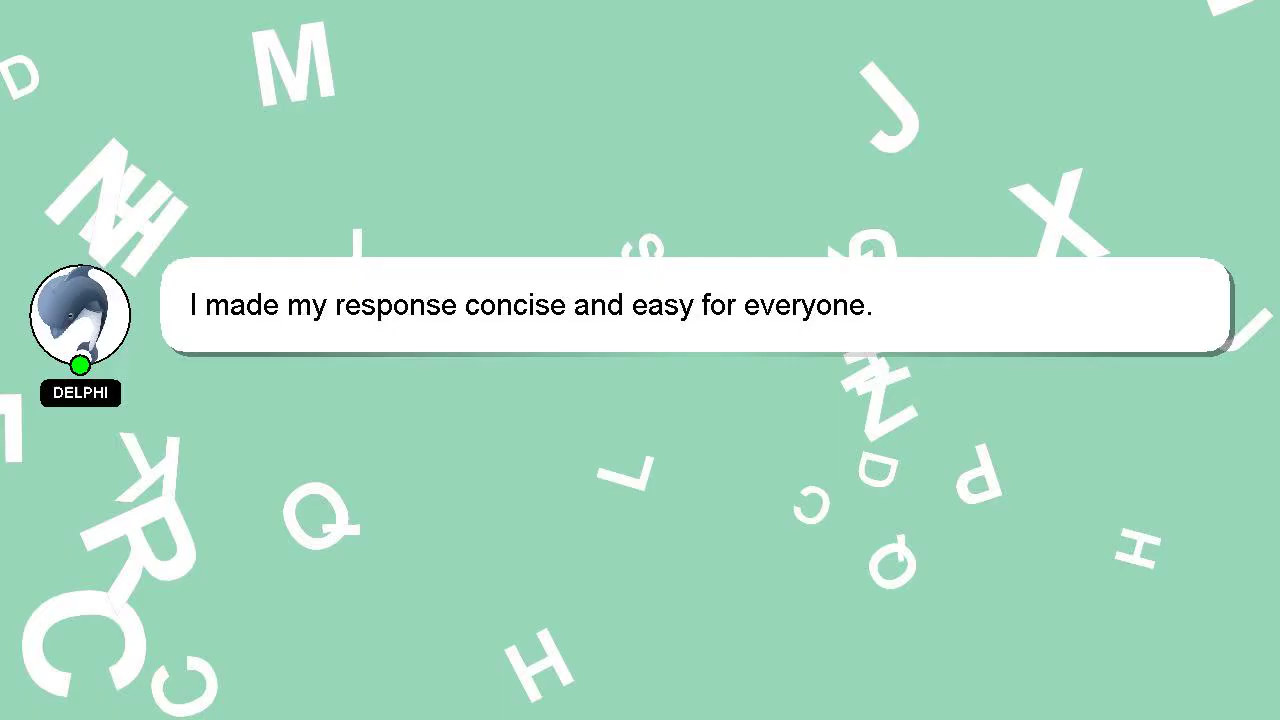 I made my response concise and easy for everyone.
DELPHI
D
M
J
N
H
X
S
G
R
Q
L
N
D
P
C
Q
H
C
C
H